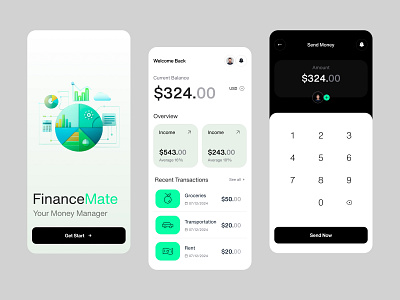 FinanceMate
Your Money Manager
Get Start →
Welcome Back
Current Balance
$324.00
USD
Overview
Income
$543.00
Average 10%
Income
$243.00
Average 10%
Recent Transactions
See all
Groceries
07/10/2024
$50.00
Transportation
07/10/2024
$20.00
Rent
07/10/2024
$20.00
Send Money
Amount
$324.00
1 2 3
4 5 6
7 8 9
0
Send Now